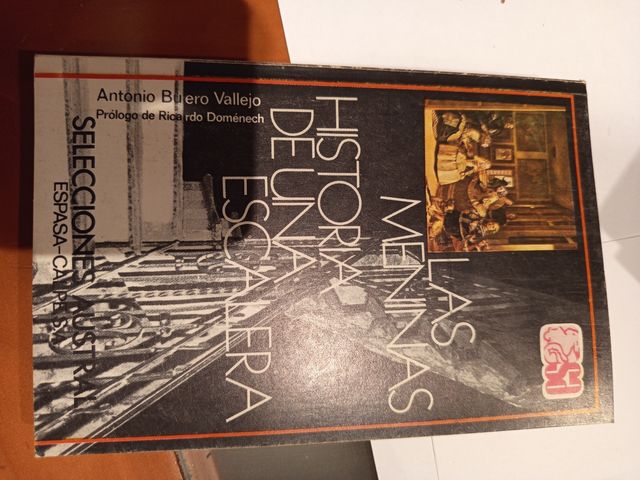 Antonio Buero Vallejo
Prólogo de Ricardo Doménech
HISTORIA
DE UNA
ESCALERA
LAS
MENINAS
SELECCIONES AUSTRAL
ESPASA-CALPE, S.A.